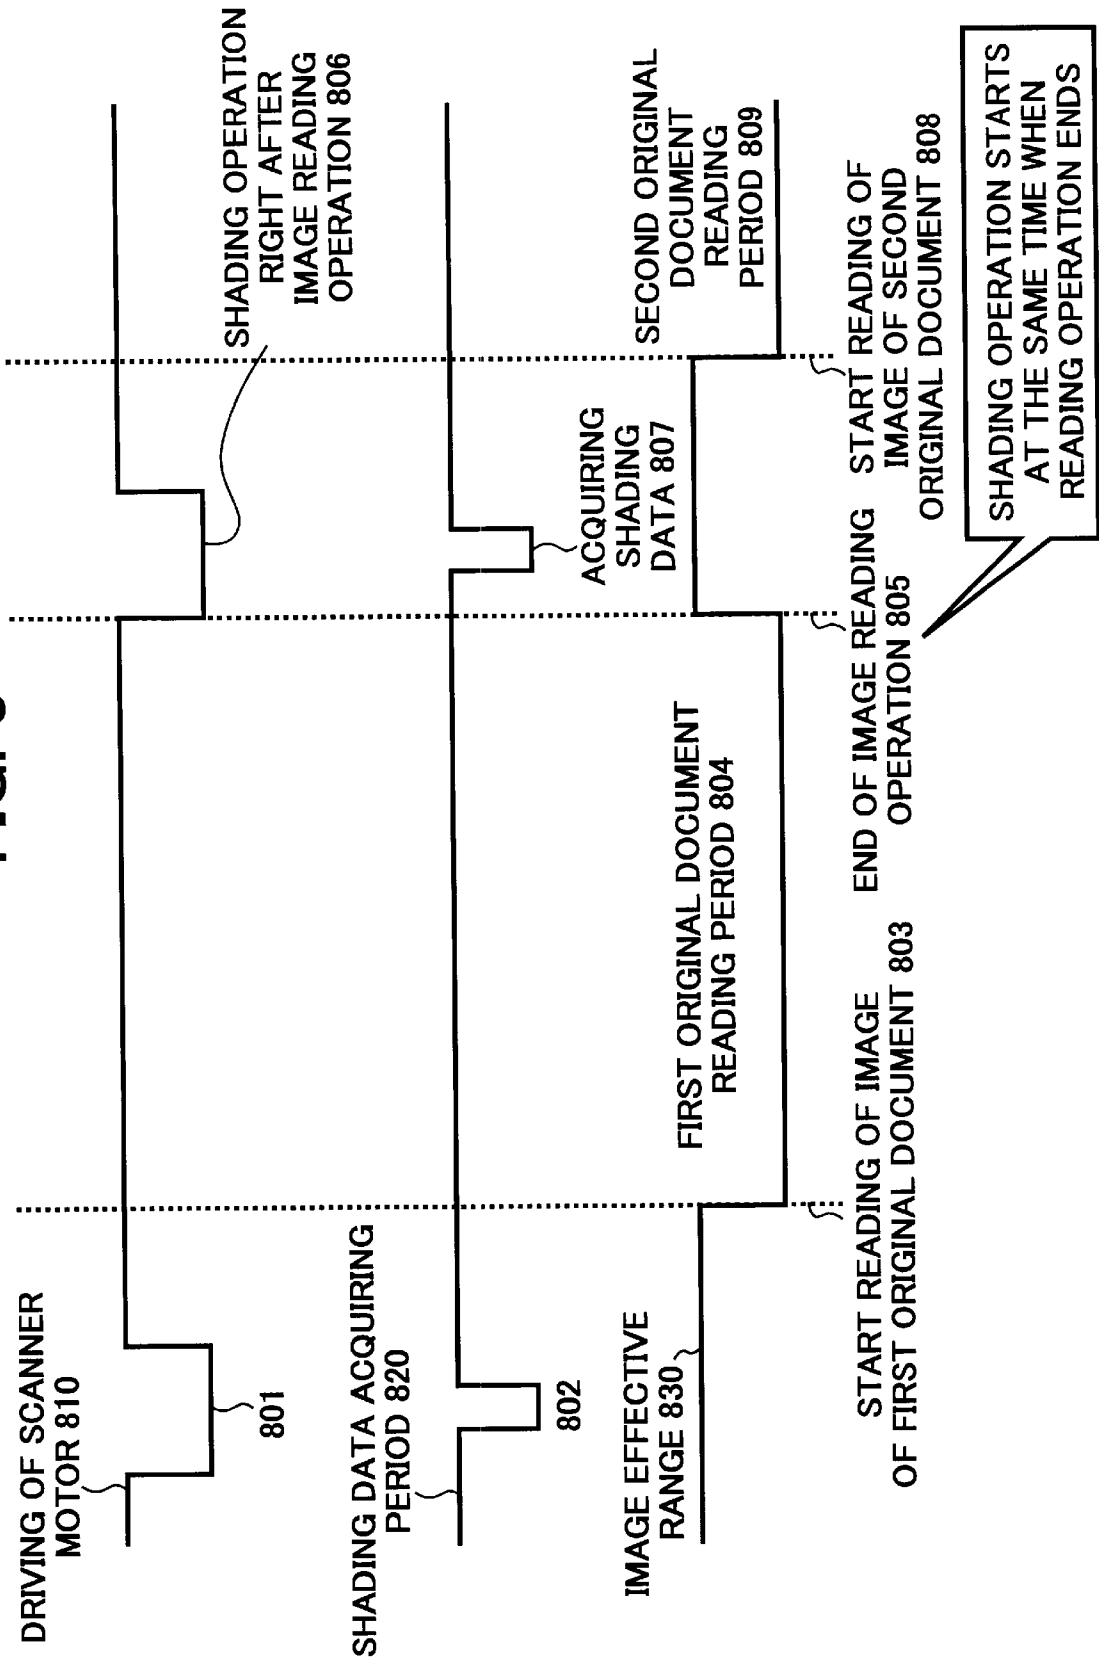 DRIVING OF SCANNER
MOTOR 810
801
SHADING OPERATION
RIGHT AFTER
IMAGE READING
OPERATION 806
SHADING DATA ACQUIRING
PERIOD 820
802
ACQUIRING
SHADING
DATA 807
IMAGE EFFECTIVE
RANGE 830
FIRST ORIGINAL DOCUMENT
READING PERIOD 804
SECOND ORIGINAL
DOCUMENT
READING
PERIOD 809
START READING OF IMAGE
OF FIRST ORIGINAL DOCUMENT 803
END OF IMAGE READING
OPERATION 805
START READING OF
IMAGE OF SECOND
ORIGINAL DOCUMENT 808
SHADING OPERATION STARTS
AT THE SAME TIME WHEN
READING OPERATION ENDS